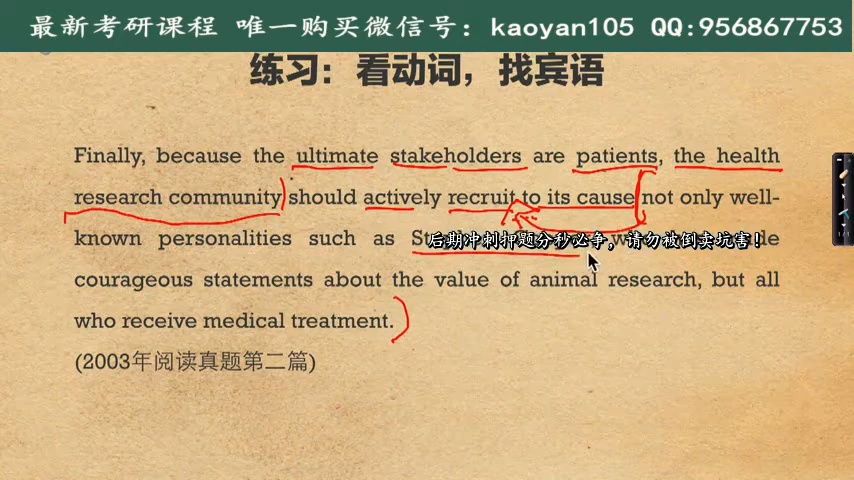 最新考研课程 唯一购买微信号：kaoyan105 QQ:956867753
练习：看动词，找宾语
Finally, because the ultimate stakeholders are patients, the health
research community should actively recruit to its cause not only well-
known personalities such as
后期冲刺押题分秒必争，请勿被倒卖坑害！
courageous statements about the value of animal research, but all
who receive medical treatment.
(2003年阅读真题第二篇)